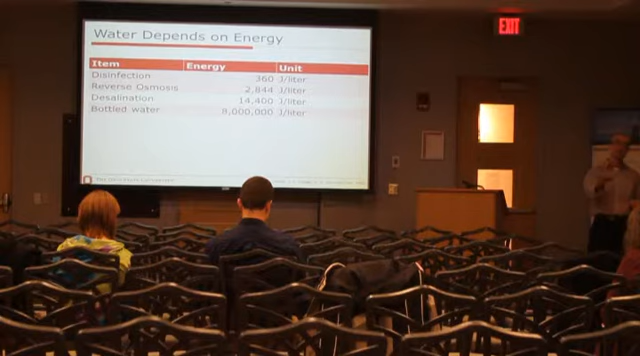 EXIT
Water Depends on Energy
Item Energy Unit
Disinfection 360 J/liter
Reverse Osmosis 2,844 J/liter
Desalination 14,400 J/liter
Bottled water 8,000,000 J/liter